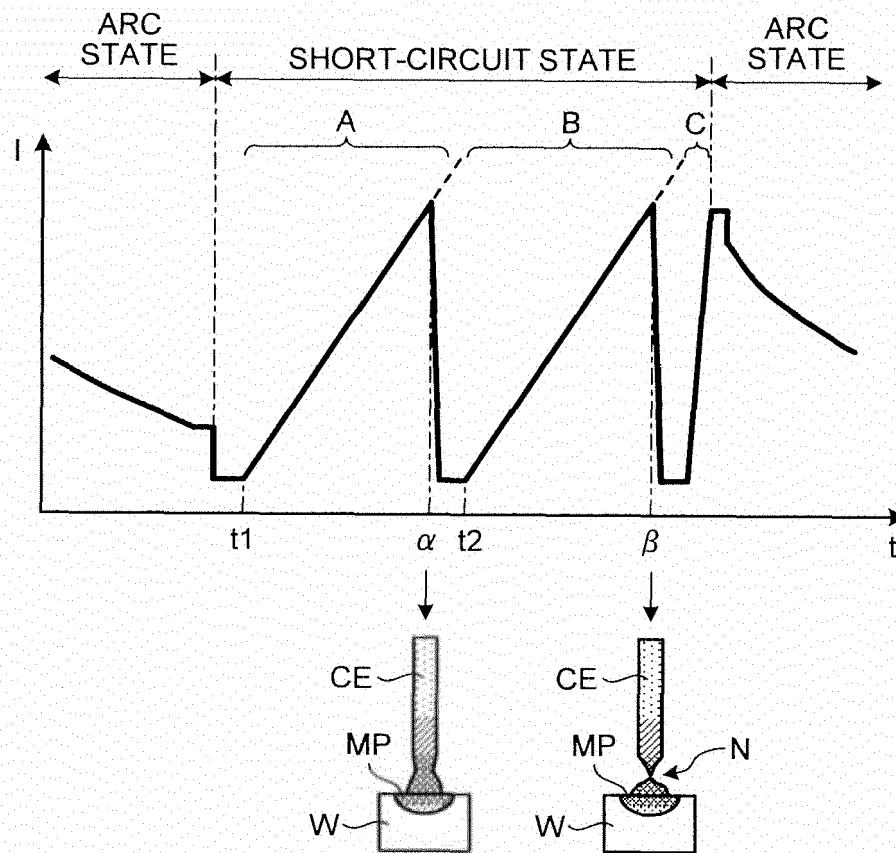 ARC
STATE
SHORT-CIRCUIT STATE
ARC
STATE
A
B
C
I
t1
α
t2
β
t
CE
CE
MP
MP
N
W
W